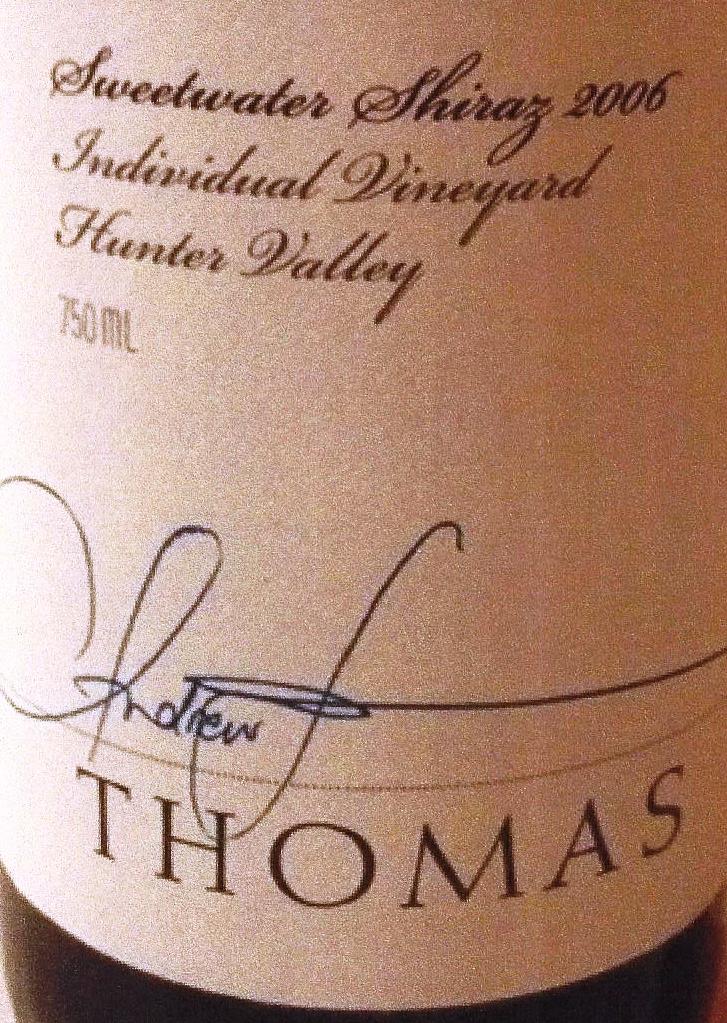 Sweetwater Shiraz 2006
Individual Vineyard
Hunter Valley
750 ML
Andrew
THOMAS